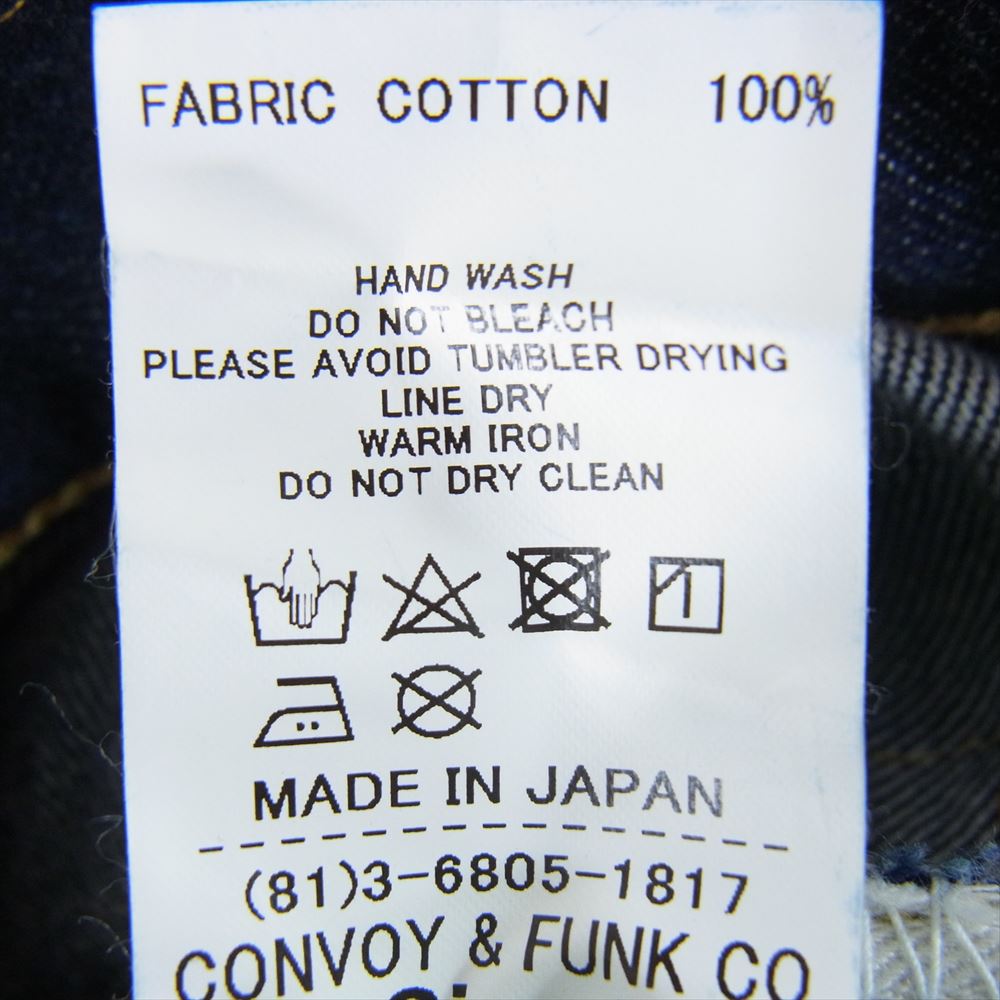 FABRIC COTTON 100%
HAND WASH
DO NOT BLEACH
PLEASE AVOID TUMBLER DRYING
LINE DRY
WARM IRON
DO NOT DRY CLEAN
MADE IN JAPAN
(81)3-6805-1817
CONVOY & FUNK CO